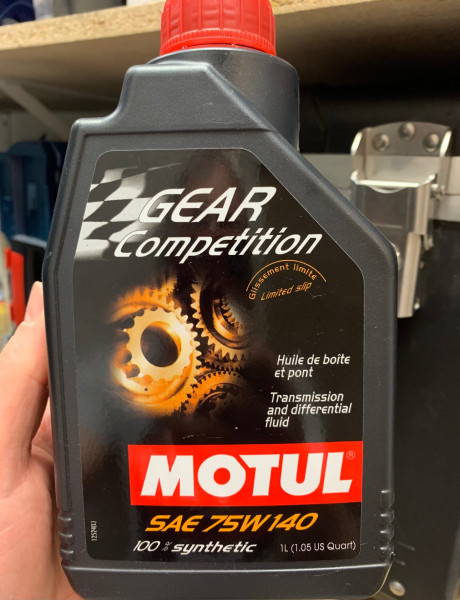 GEAR
Competition
Glissement limité
Limited slip
Huile de boîte
et pont
Transmission
and differential
fluid
MOTUL®
SAE 75W140
100 % synthetic
1L (1.05 US Quart)